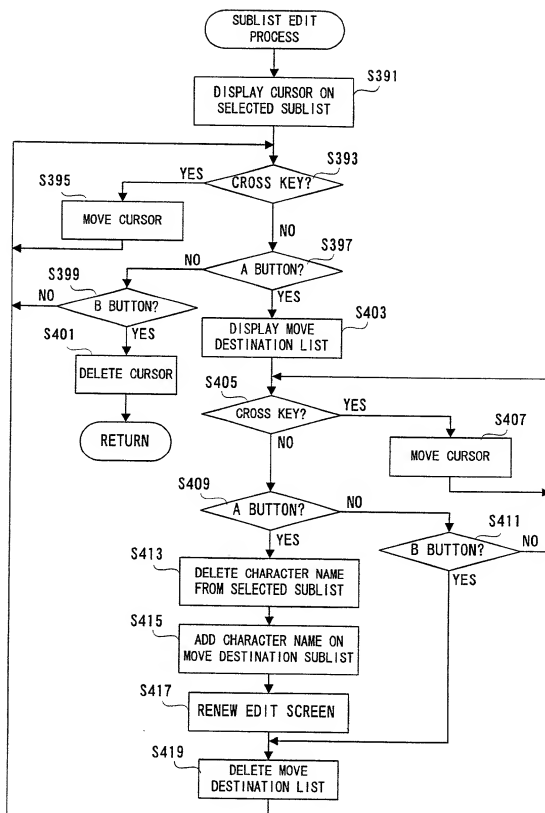 SUBLIST EDIT
PROCESS
S391
DISPLAY CURSOR ON
SELECTED SUBLIST
S393
CROSS KEY?
YES
S395
MOVE CURSOR
NO
S397
A BUTTON?
NO
YES
S399
B BUTTON?
NO
YES
S401
DELETE CURSOR
RETURN
S403
DISPLAY MOVE
DESTINATION LIST
S405
CROSS KEY?
YES
S407
MOVE CURSOR
NO
S409
A BUTTON?
NO
YES
S411
B BUTTON?
NO
YES
S413
DELETE CHARACTER NAME
FROM SELECTED SUBLIST
S415
ADD CHARACTER NAME ON
MOVE DESTINATION SUBLIST
S417
RENEW EDIT SCREEN
S419
DELETE MOVE
DESTINATION LIST